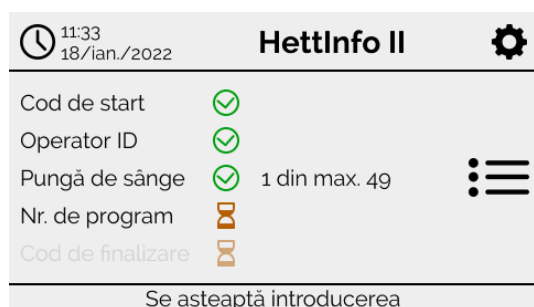 11:33
18/ian./2022
HettInfo II
Cod de start
Operator ID
Pungă de sânge 1 din max. 49
Nr. de program
Cod de finalizare
Se așteaptă introducerea